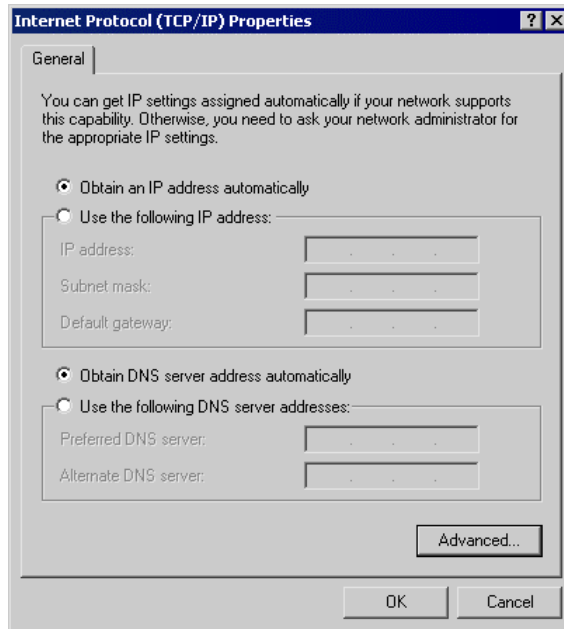 Internet Protocol (TCP/IP) Properties
General
You can get IP settings assigned automatically if your network supports
this capability. Otherwise, you need to ask your network administrator for
the appropriate IP settings.
Obtain an IP address automatically
Use the following IP address:
IP address:
Subnet mask:
Default gateway:
Obtain DNS server address automatically
Use the following DNS server addresses:
Preferred DNS server:
Alternate DNS server:
Advanced...
OK Cancel